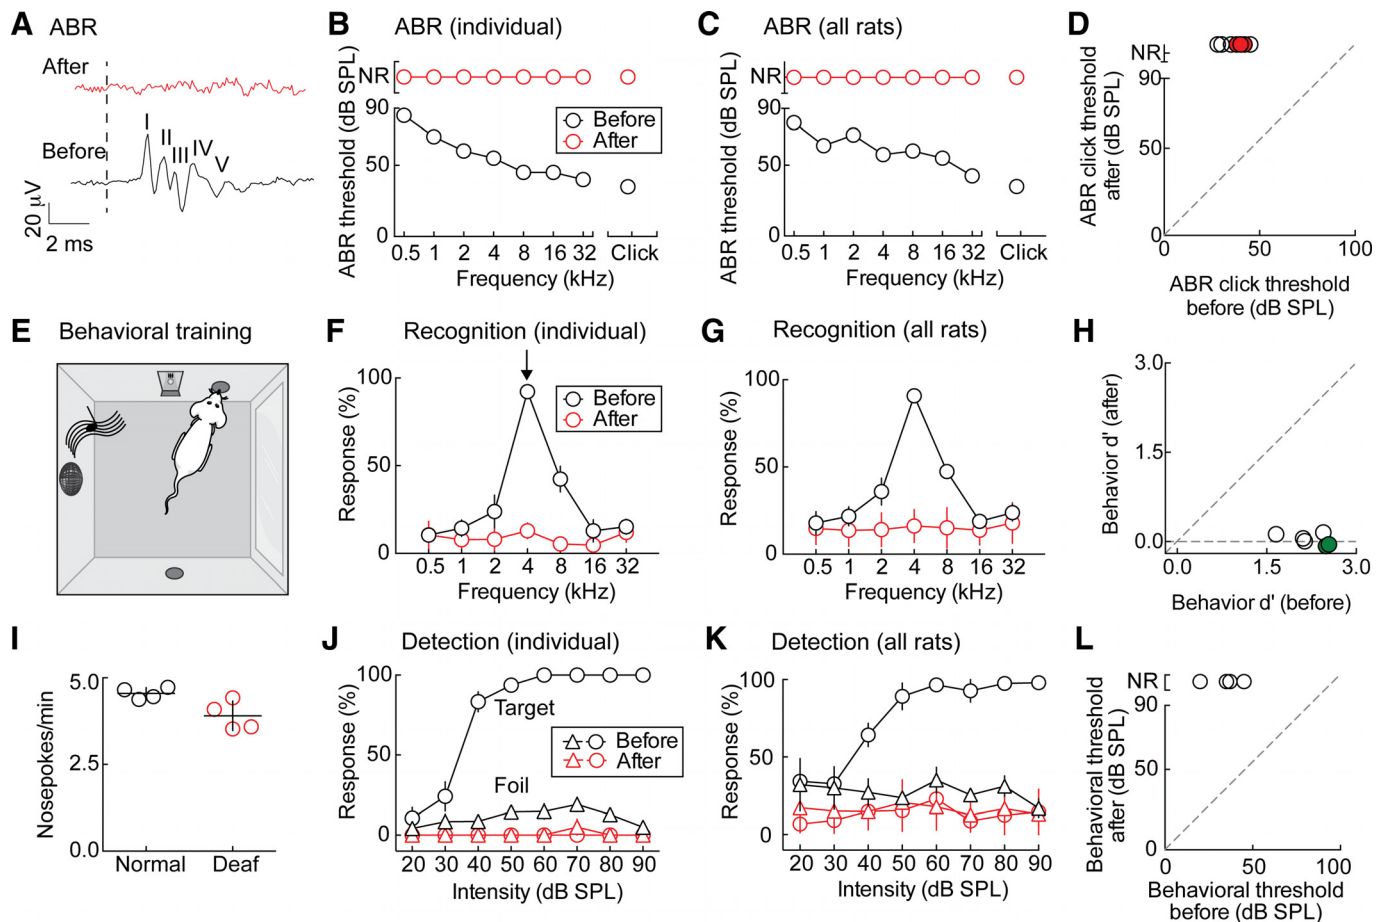 A ABR
After
Before
I
II
III
IV
V
20 µV
2 ms
B ABR (individual)
ABR threshold (dB SPL)
NR
90
50
0
Before
After
0.5 1 2 4 8 16 32 Click
Frequency (kHz)
C ABR (all rats)
ABR threshold (dB SPL)
NR
90
50
0
0.5 1 2 4 8 16 32 Click
Frequency (kHz)
D
ABR click threshold
after (dB SPL)
NR
90
50
0
0 50 100
ABR click threshold
before (dB SPL)
E Behavioral training
F Recognition (individual)
Response (%)
100
50
0
Before
After
0.5 1 2 4 8 16 32
Frequency (kHz)
G Recognition (all rats)
Response (%)
100
50
0
0.5 1 2 4 8 16 32
Frequency (kHz)
H
Behavior d' (after)
3.0
1.5
0.0
0.0 1.5 3.0
Behavior d' (before)
I
Nosepokes/min
5.0
2.5
0.0
Normal Deaf
J Detection (individual)
Response (%)
100
50
0
Target
Foil
Before
After
20 30 40 50 60 70 80 90
Intensity (dB SPL)
K Detection (all rats)
Response (%)
100
50
0
20 30 40 50 60 70 80 90
Intensity (dB SPL)
L
Behavioral threshold
after (dB SPL)
NR
90
50
0
0 50 100
Behavioral threshold
before (dB SPL)